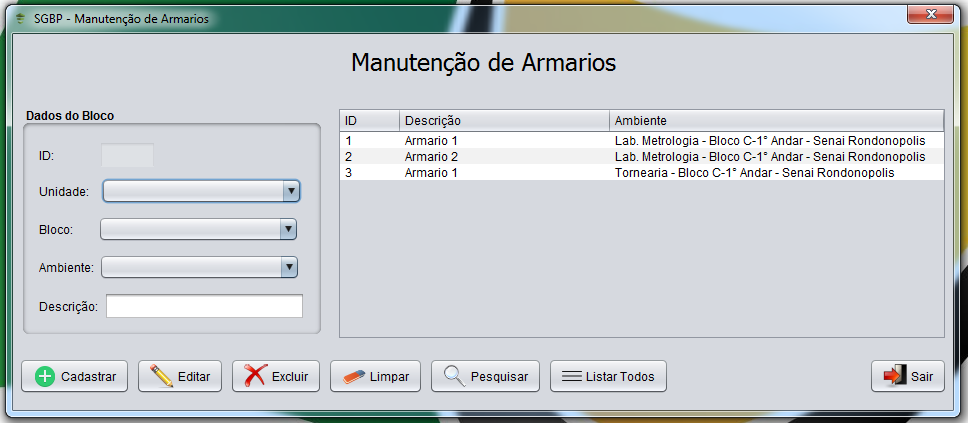 SGBP - Manutenção de Armarios
Manutenção de Armarios
Dados do Bloco
ID:
Unidade:
Bloco:
Ambiente:
Descrição:
ID Descrição Ambiente
1 Armario 1 Lab. Metrologia - Bloco C-1° Andar - Senai Rondonopolis
2 Armario 2 Lab. Metrologia - Bloco C-1° Andar - Senai Rondonopolis
3 Armario 1 Tornearia - Bloco C-1° Andar - Senai Rondonopolis
Cadastrar Editar Excluir Limpar Pesquisar Listar Todos Sair